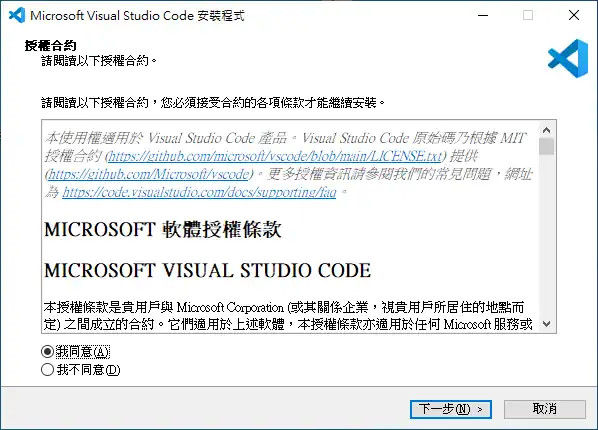 Microsoft Visual Studio Code 安裝程式
授權合約
請閱讀以下授權合約。
請閱讀以下授權合約，您必須接受合約的各項條款才能繼續安裝。
本使用權適用於 Visual Studio Code 產品。Visual Studio Code 原始碼乃根據 MIT
授權合約 (https://github.com/microsoft/vscode/blob/main/LICENSE.txt) 提供
(https://github.com/Microsoft/vscode)。更多授權資訊請參閱我們的常見問題，網址
為 https://code.visualstudio.com/docs/supporting/faq。
MICROSOFT 軟體授權條款
MICROSOFT VISUAL STUDIO CODE
本授權條款是貴用戶與 Microsoft Corporation (或其關係企業，視貴用戶所居住的地點而
定) 之間成立的合約。它們適用於上述軟體，本授權條款亦適用於任何 Microsoft 服務或
我同意(A)
我不同意(D)
下一步(N) >
取消